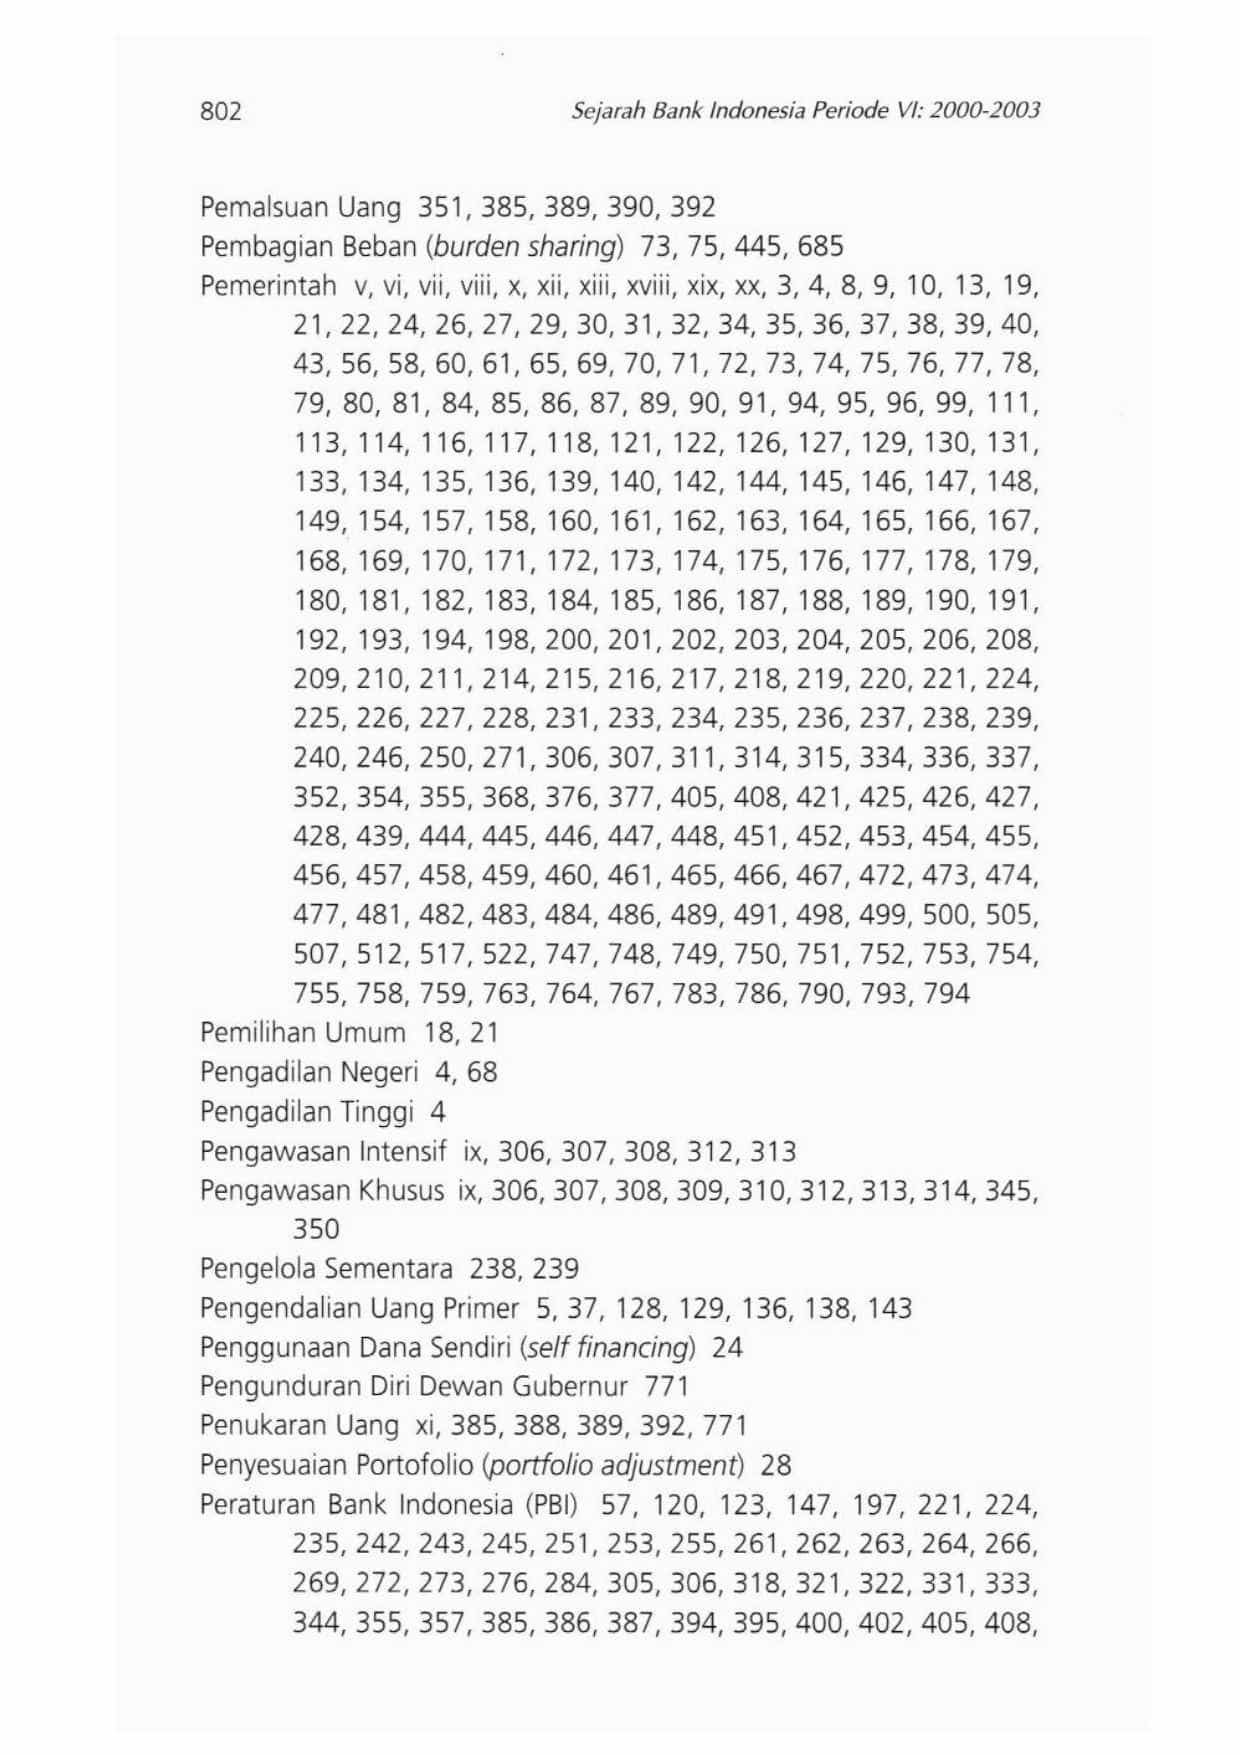 802
Sejarah Bank Indonesia Periode VI: 2000-2003
Pemalsuan Uang 351, 385, 389, 390, 392
Pembagian Beban (burden sharing) 73, 75, 445, 685
Pemerintah v, vi, vii, viii, x, xii, xiii, xviii, xix, xx, 3, 4, 8, 9, 10, 13, 19,
21, 22, 24, 26, 27, 29, 30, 31, 32, 34, 35, 36, 37, 38, 39, 40,
43, 56, 58, 60, 61, 65, 69, 70, 71, 72, 73, 74, 75, 76, 77, 78,
79, 80, 81, 84, 85, 86, 87, 89, 90, 91, 94, 95, 96, 99, 111,
113, 114, 116, 117, 118, 121, 122, 126, 127, 129, 130, 131,
133, 134, 135, 136, 139, 140, 142, 144, 145, 146, 147, 148,
149, 154, 157, 158, 160, 161, 162, 163, 164, 165, 166, 167,
168, 169, 170, 171, 172, 173, 174, 175, 176, 177, 178, 179,
180, 181, 182, 183, 184, 185, 186, 187, 188, 189, 190, 191,
192, 193, 194, 198, 200, 201, 202, 203, 204, 205, 206, 208,
209, 210, 211, 214, 215, 216, 217, 218, 219, 220, 221, 224,
225, 226, 227, 228, 231, 233, 234, 235, 236, 237, 238, 239,
240, 246, 250, 271, 306, 307, 311, 314, 315, 334, 336, 337,
352, 354, 355, 368, 376, 377, 405, 408, 421, 425, 426, 427,
428, 439, 444, 445, 446, 447, 448, 451, 452, 453, 454, 455,
456, 457, 458, 459, 460, 461, 465, 466, 467, 472, 473, 474,
477, 481, 482, 483, 484, 486, 489, 491, 498, 499, 500, 505,
507, 512, 517, 522, 747, 748, 749, 750, 751, 752, 753, 754,
755, 758, 759, 763, 764, 767, 783, 786, 790, 793, 794
Pemilihan Umum 18, 21
Pengadilan Negeri 4, 68
Pengadilan Tinggi 4
Pengawasan Intensif ix, 306, 307, 308, 312, 313
Pengawasan Khusus ix, 306, 307, 308, 309, 310, 312, 313, 314, 345,
350
Pengelola Sementara 238, 239
Pengendalian Uang Primer 5, 37, 128, 129, 136, 138, 143
Penggunaan Dana Sendiri (self financing) 24
Pengunduran Diri Dewan Gubernur 771
Penukaran Uang xi, 385, 388, 389, 392, 771
Penyesuaian Portofolio (portfolio adjustment) 28
Peraturan Bank Indonesia (PBI) 57, 120, 123, 147, 197, 221, 224,
235, 242, 243, 245, 251, 253, 255, 261, 262, 263, 264, 266,
269, 272, 273, 276, 284, 305, 306, 318, 321, 322, 331, 333,
344, 355, 357, 385, 386, 387, 394, 395, 400, 402, 405, 408,